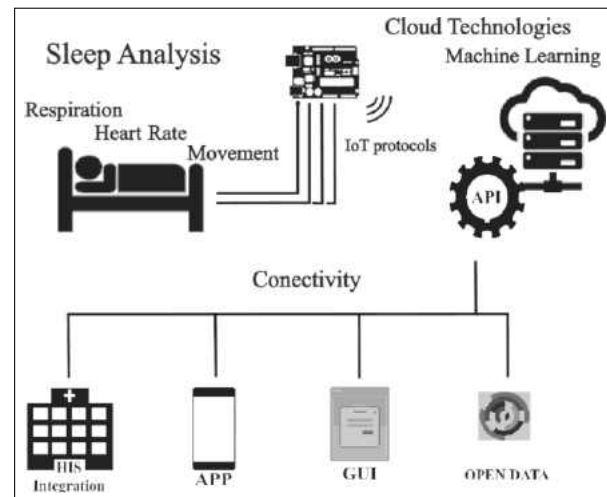 Sleep Analysis
Cloud Technologies
Machine Learning
Respiration
Heart Rate
Movement
IoT protocols
API
Conectivity
HIS
Integration
APP
GUI
OPEN DATA